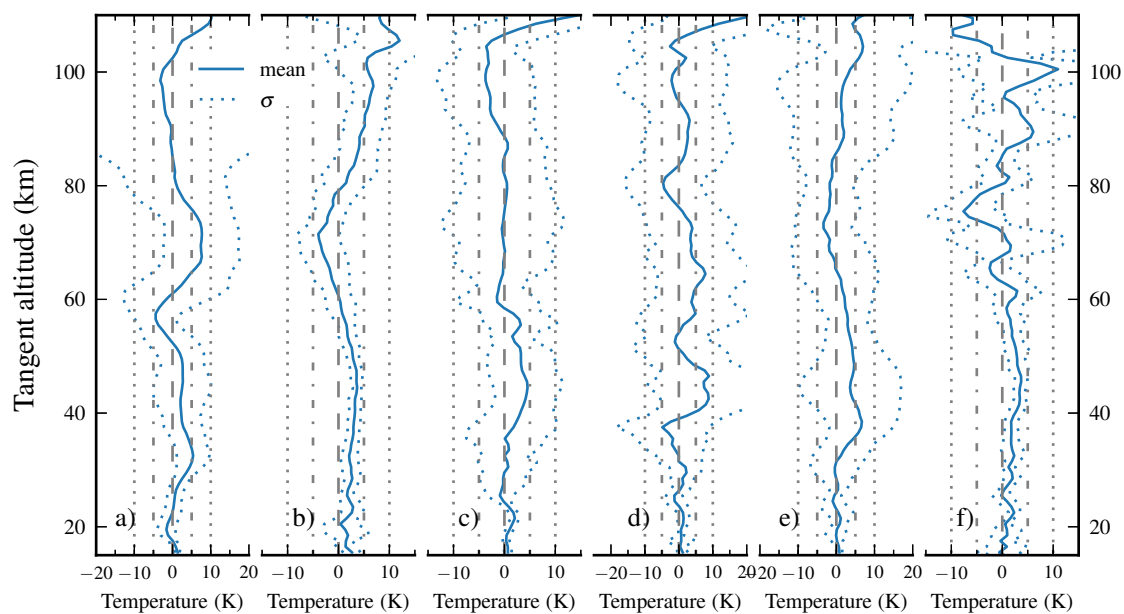 100
80
60
40
20
Tangent altitude (km)
mean
σ
a)
b)
c)
d)
e)
f)
100
80
60
40
20
−20 −10 0 10 20
−10 0 10
−10 0 10
−20 −10 0 10 20
−10 0 10 20
−10 0 10
Temperature (K)
Temperature (K)
Temperature (K)
Temperature (K)
Temperature (K)
Temperature (K)